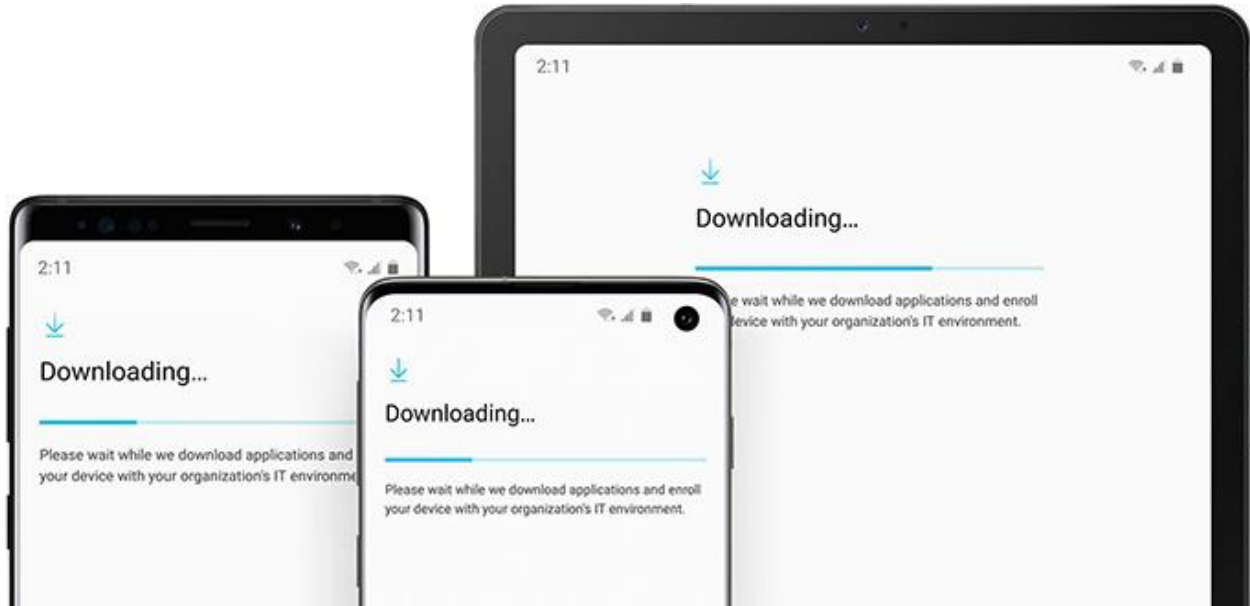 2:11
Downloading...
Please wait while we download applications and
your device with your organization's IT
2:11
Downloading...
Please wait while we download applications and enroll
your device with your organization's IT environment.
2:11
Downloading...
wait while we download applications and enroll
device with your organization's IT environment.